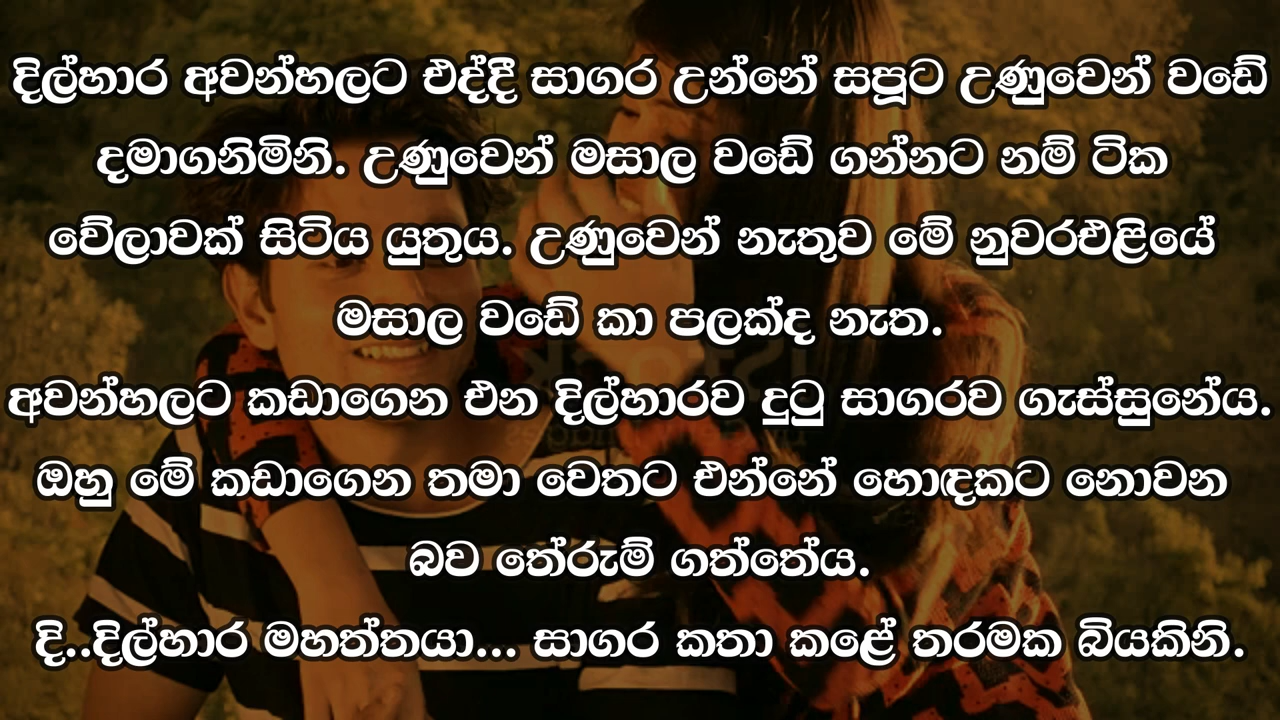 දිල්හාර අවන්හලට එද්දී සාගර උන්නේ සපූට උණුවෙන් වඩේ
දමාගනිමිනි. උණුවෙන් මසාල වඩේ ගන්නට නම් ටික
වේලාවක් සිටිය යුතුය. උණුවෙන් නැතුව මේ නුවරඑළියේ
මසාල වඩේ කා පලක්ද නැත.
අවන්හලට කඩාගෙන එන දිල්හාරව දුටු සාගරව ගැස්සුනේය.
ඔහු මේ කඩාගෙන තමා වෙතට එන්නේ හොඳකට නොවන
බව තේරුම් ගත්තේය.
දි..දිල්හාර මහත්තයා... සාගර කතා කළේ තරමක බියකිනි.